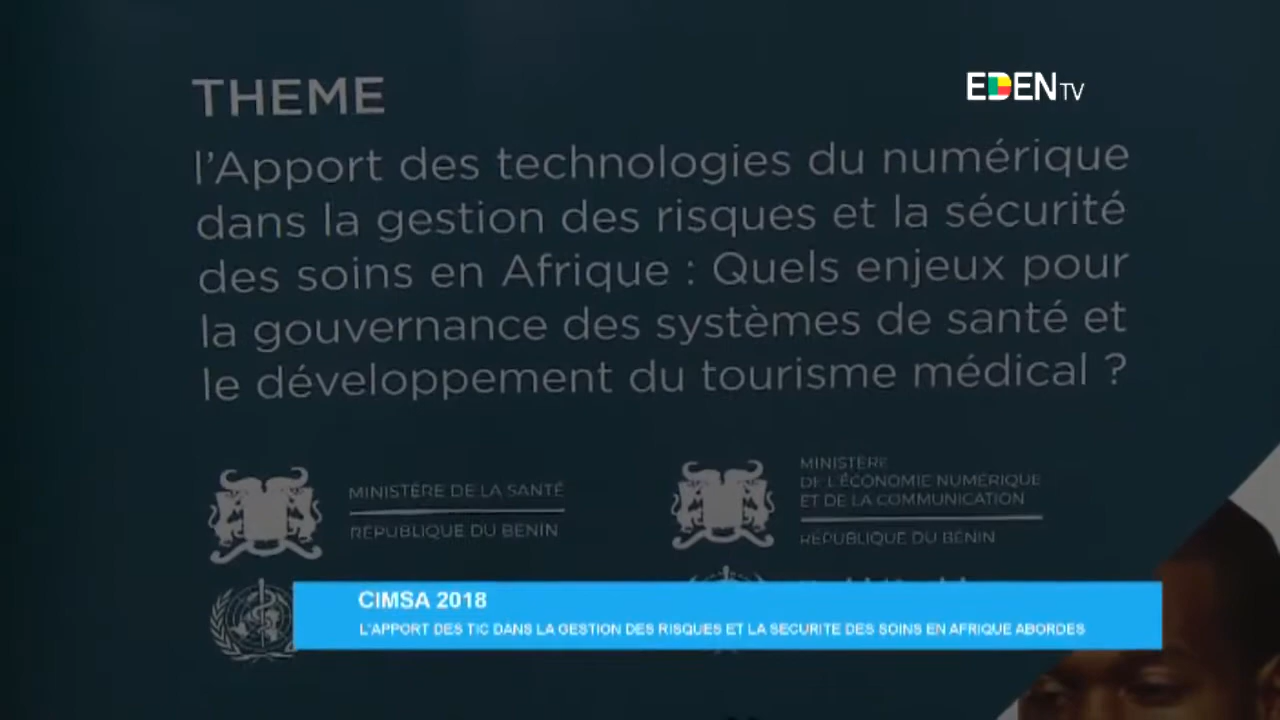 THEME
EDEN TV
l'Apport des technologies du numérique
dans la gestion des risques et la sécurité
des soins en Afrique : Quels enjeux pour
la gouvernance des systèmes de santé et
le développement du tourisme médical ?
MINISTÈRE DE LA SANTÉ
RÉPUBLIQUE DU BÉNIN
MINISTÈRE
DE L'ÉCONOMIE NUMÉRIQUE
ET DE LA COMMUNICATION
RÉPUBLIQUE DU BÉNIN
CIMSA 2018
L'APPORT DES TIC DANS LA GESTION DES RISQUES ET LA SECURITE DES SOINS EN AFRIQUE ABORDES